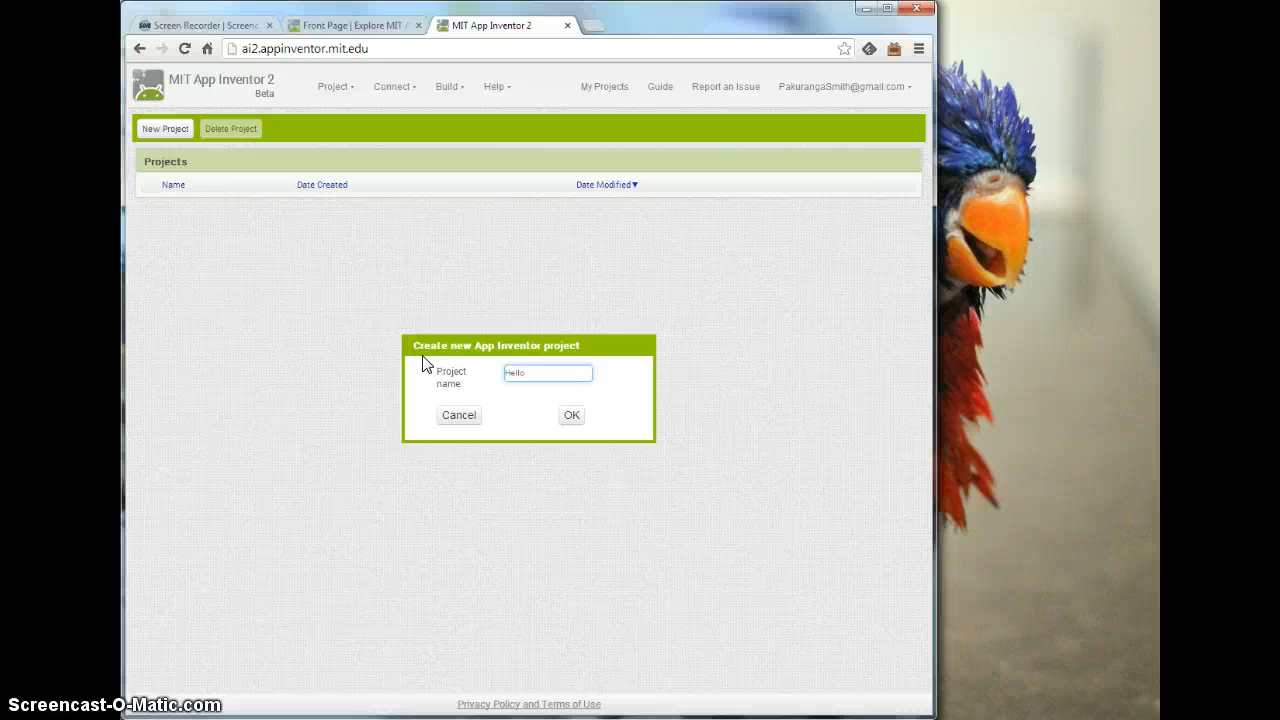 Screen Recorder | Screenc
Front Page | Explore MIT A
MIT App Inventor 2
ai2.appinventor.mit.edu
MIT App Inventor 2
Beta
Project
Connect
Build
Help
My Projects
Guide
Report an Issue
PakurangaSmith@gmail.com
New Project
Delete Project
Projects
Name
Date Created
Date Modified
Create new App Inventor project
Project
name:
Hello
Cancel
OK
Privacy Policy and Terms of Use
Screencast-O-Matic.com